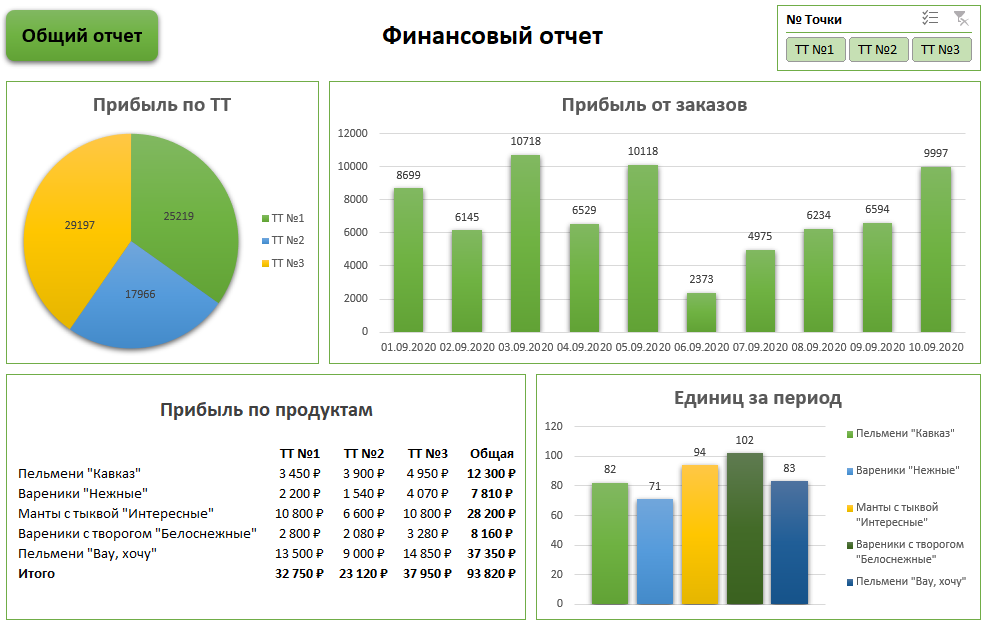 Общий отчет
Финансовый отчет
№ Точки
ТТ №1 ТТ №2 ТТ №3
Прибыль по ТТ
29197
25219
17966
ТТ №1
ТТ №2
ТТ №3
Прибыль от заказов
12000
10000
8000
6000
4000
2000
0
8699 6145 10718 6529 10118 2373 4975 6234 6594 9997
01.09.2020 02.09.2020 03.09.2020 04.09.2020 05.09.2020 06.09.2020 07.09.2020 08.09.2020 09.09.2020 10.09.2020
Прибыль по продуктам
ТТ №1 ТТ №2 ТТ №3 Общая
Пельмени "Кавказ" 3 450 ₽ 3 900 ₽ 4 950 ₽ 12 300 ₽
Вареники "Нежные" 2 200 ₽ 1 540 ₽ 4 070 ₽ 7 810 ₽
Манты с тыквой "Интересные" 10 800 ₽ 6 600 ₽ 10 800 ₽ 28 200 ₽
Вареники с творогом "Белоснежные" 2 800 ₽ 2 080 ₽ 3 280 ₽ 8 160 ₽
Пельмени "Вау, хочу" 13 500 ₽ 9 000 ₽ 14 850 ₽ 37 350 ₽
Итого 32 750 ₽ 23 120 ₽ 37 950 ₽ 93 820 ₽
Единиц за период
120
100
80
60
40
20
0
82 71 94 102 83
Пельмени "Кавказ"
Вареники "Нежные"
Манты с тыквой
"Интересные"
Вареники с творогом
"Белоснежные"
Пельмени "Вау, хочу"